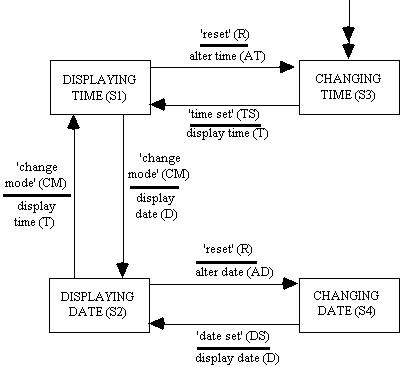 'reset' (R)
alter time (AT)
DISPLAYING
TIME (S1)
CHANGING
TIME (S3)
'time set' (TS)
display time (T)
'change
mode' (CM)
display
time (T)
'change
mode' (CM)
display
date (D)
'reset' (R)
alter date (AD)
DISPLAYING
DATE (S2)
CHANGING
DATE (S4)
'date set' (DS)
display date (D)